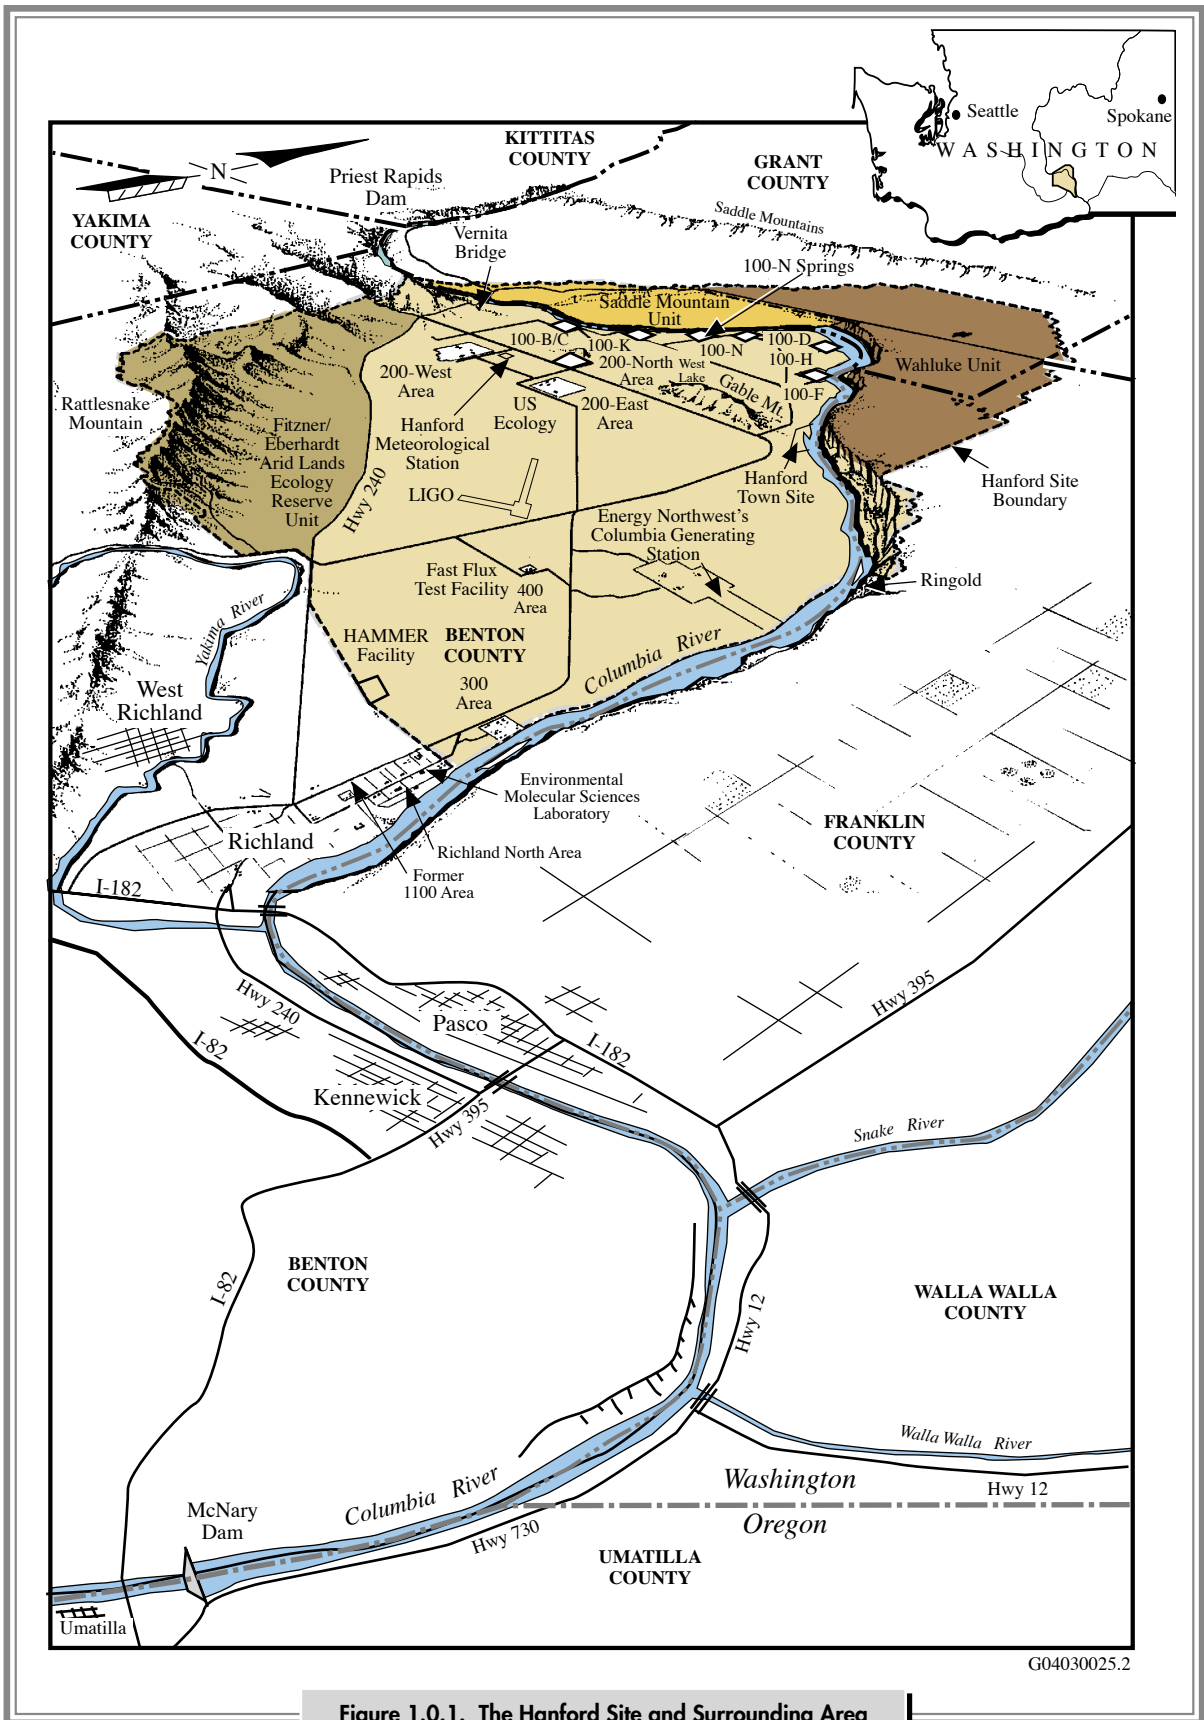 Seattle
Spokane
WASHINGTON
KITTITAS
COUNTY
GRANT
COUNTY
N
Priest Rapids
Dam
YAKIMA
COUNTY
Vernita
Bridge
Saddle Mountains
100-N Springs
Saddle Mountain
Unit
100-B/C
100-K
100-N
100-D
100-H
100-F
Wahluke Unit
200-West
Area
200-North
Area
West
Lake
Gable Mt.
Rattlesnake
Mountain
US
Ecology
200-East
Area
Fitzner/
Eberhardt
Arid Lands
Ecology
Reserve
Unit
Hanford
Meteorological
Station
Hwy 240
LIGO
Hanford
Town Site
Hanford Site
Boundary
Energy Northwest's
Columbia Generating
Station
Fast Flux
Test Facility
400
Area
Ringold
Yakima River
HAMMER
Facility
BENTON
COUNTY
Columbia River
300
Area
West
Richland
Environmental
Molecular Sciences
Laboratory
FRANKLIN
COUNTY
Richland
Richland North Area
Former
1100 Area
I-182
Hwy 240
Hwy 395
Pasco
I-82
I-182
Kennewick
Hwy 395
Snake River
BENTON
COUNTY
I-82
WALLA WALLA
COUNTY
Hwy 12
Walla Walla River
Columbia River
Washington
Hwy 12
McNary
Dam
Oregon
Hwy 730
UMATILLA
COUNTY
Umatilla
G04030025.2
Figure 1.0.1. The Hanford Site and Surrounding Area